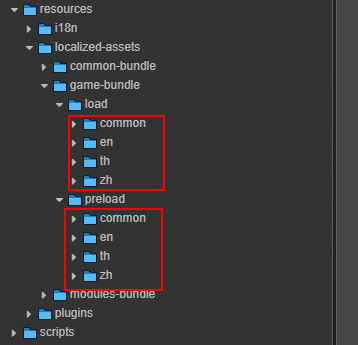 resources
i18n
localized-assets
common-bundle
game-bundle
load
common
en
th
zh
preload
common
en
th
zh
modules-bundle
plugins
scripts